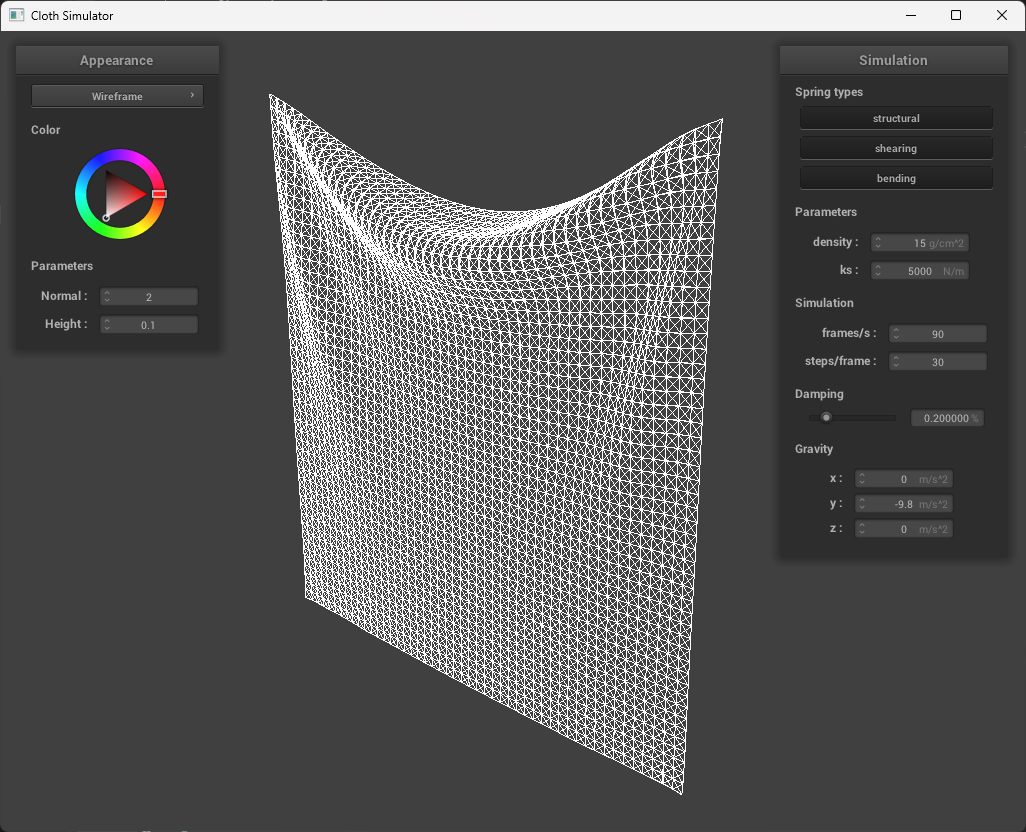 Cloth Simulator
Appearance
Wireframe
Color
Parameters
Normal : 2
Height : 0.1
Simulation
Spring types
structural
shearing
bending
Parameters
density : 15 g/cm^2
ks : 5000 N/m
Simulation
frames/s : 90
steps/frame : 30
Damping
0.200000 %
Gravity
x : 0 m/s^2
y : -9.8 m/s^2
z : 0 m/s^2